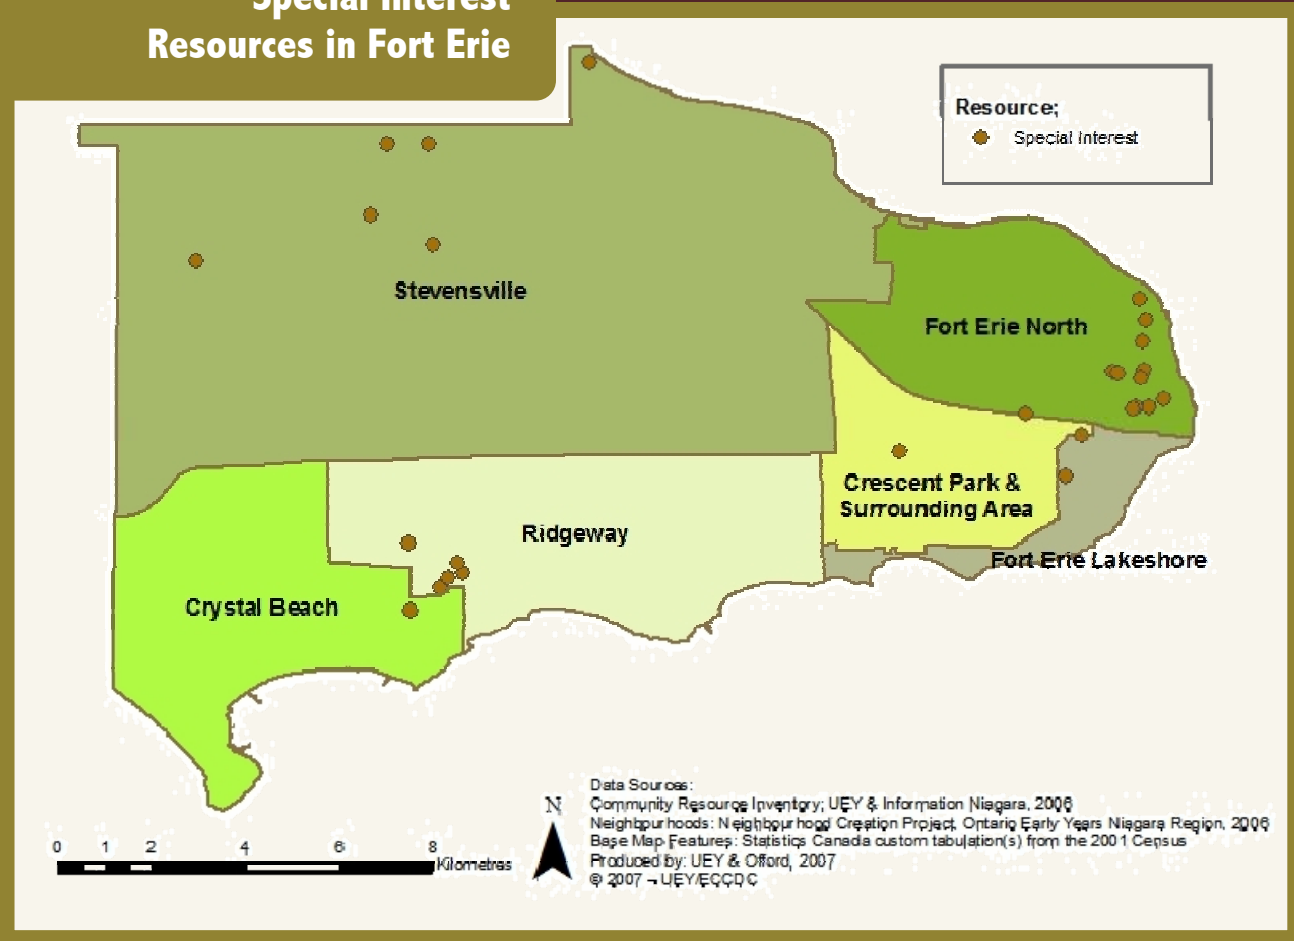 Special Interest
Resources in Fort Erie
Resource;
Special Interest
Stevensville
Fort Erie North
Crescent Park &
Surrounding Area
Ridgeway
Fort Erie Lakeshore
Crystal Beach
Data Sources:
Community Resource Inventory; UEY & Information Niagara, 2006
Neighbourhoods: Neighbourhood Creation Project, Ontario Early Years Niagara Region, 2006
Base Map Features: Statistics Canada custom tabulation(s) from the 2001 Census
Produced by: UEY & Offord, 2007
© 2007 - UEY/ECCDC
N
0 1 2 4 6 8
Kilometres